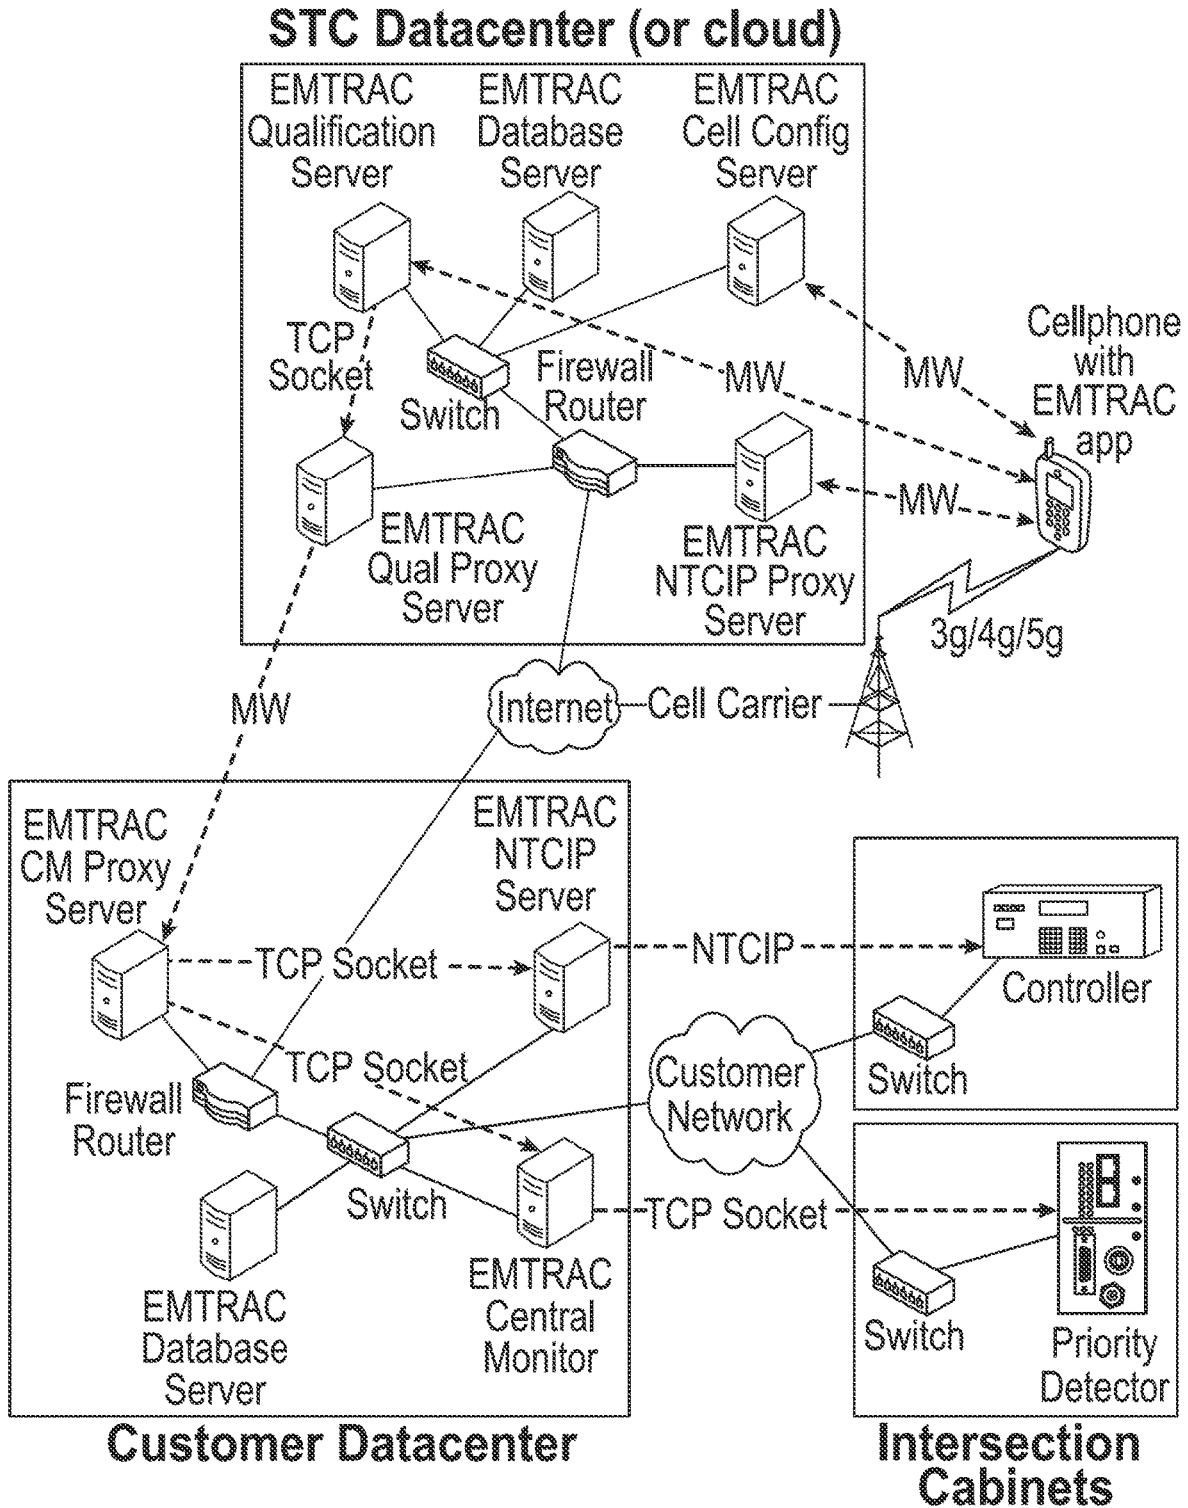 STC Datacenter (or cloud)
EMTRAC
Qualification
Server
EMTRAC
Database
Server
EMTRAC
Cell Config
Server
TCP
Socket
Switch
Firewall
Router
MW
MW
Cellphone
with
EMTRAC
app
MW
EMTRAC
Qual Proxy
Server
EMTRAC
NTCIP Proxy
Server
3g/4g/5g
MW
Internet
Cell Carrier
EMTRAC
CM Proxy
Server
EMTRAC
NTCIP
Server
TCP Socket
NTCIP
Controller
TCP Socket
Customer
Network
Switch
Firewall
Router
Switch
TCP Socket
EMTRAC
Database
Server
EMTRAC
Central
Monitor
Switch
Priority
Detector
Customer Datacenter
Intersection
Cabinets